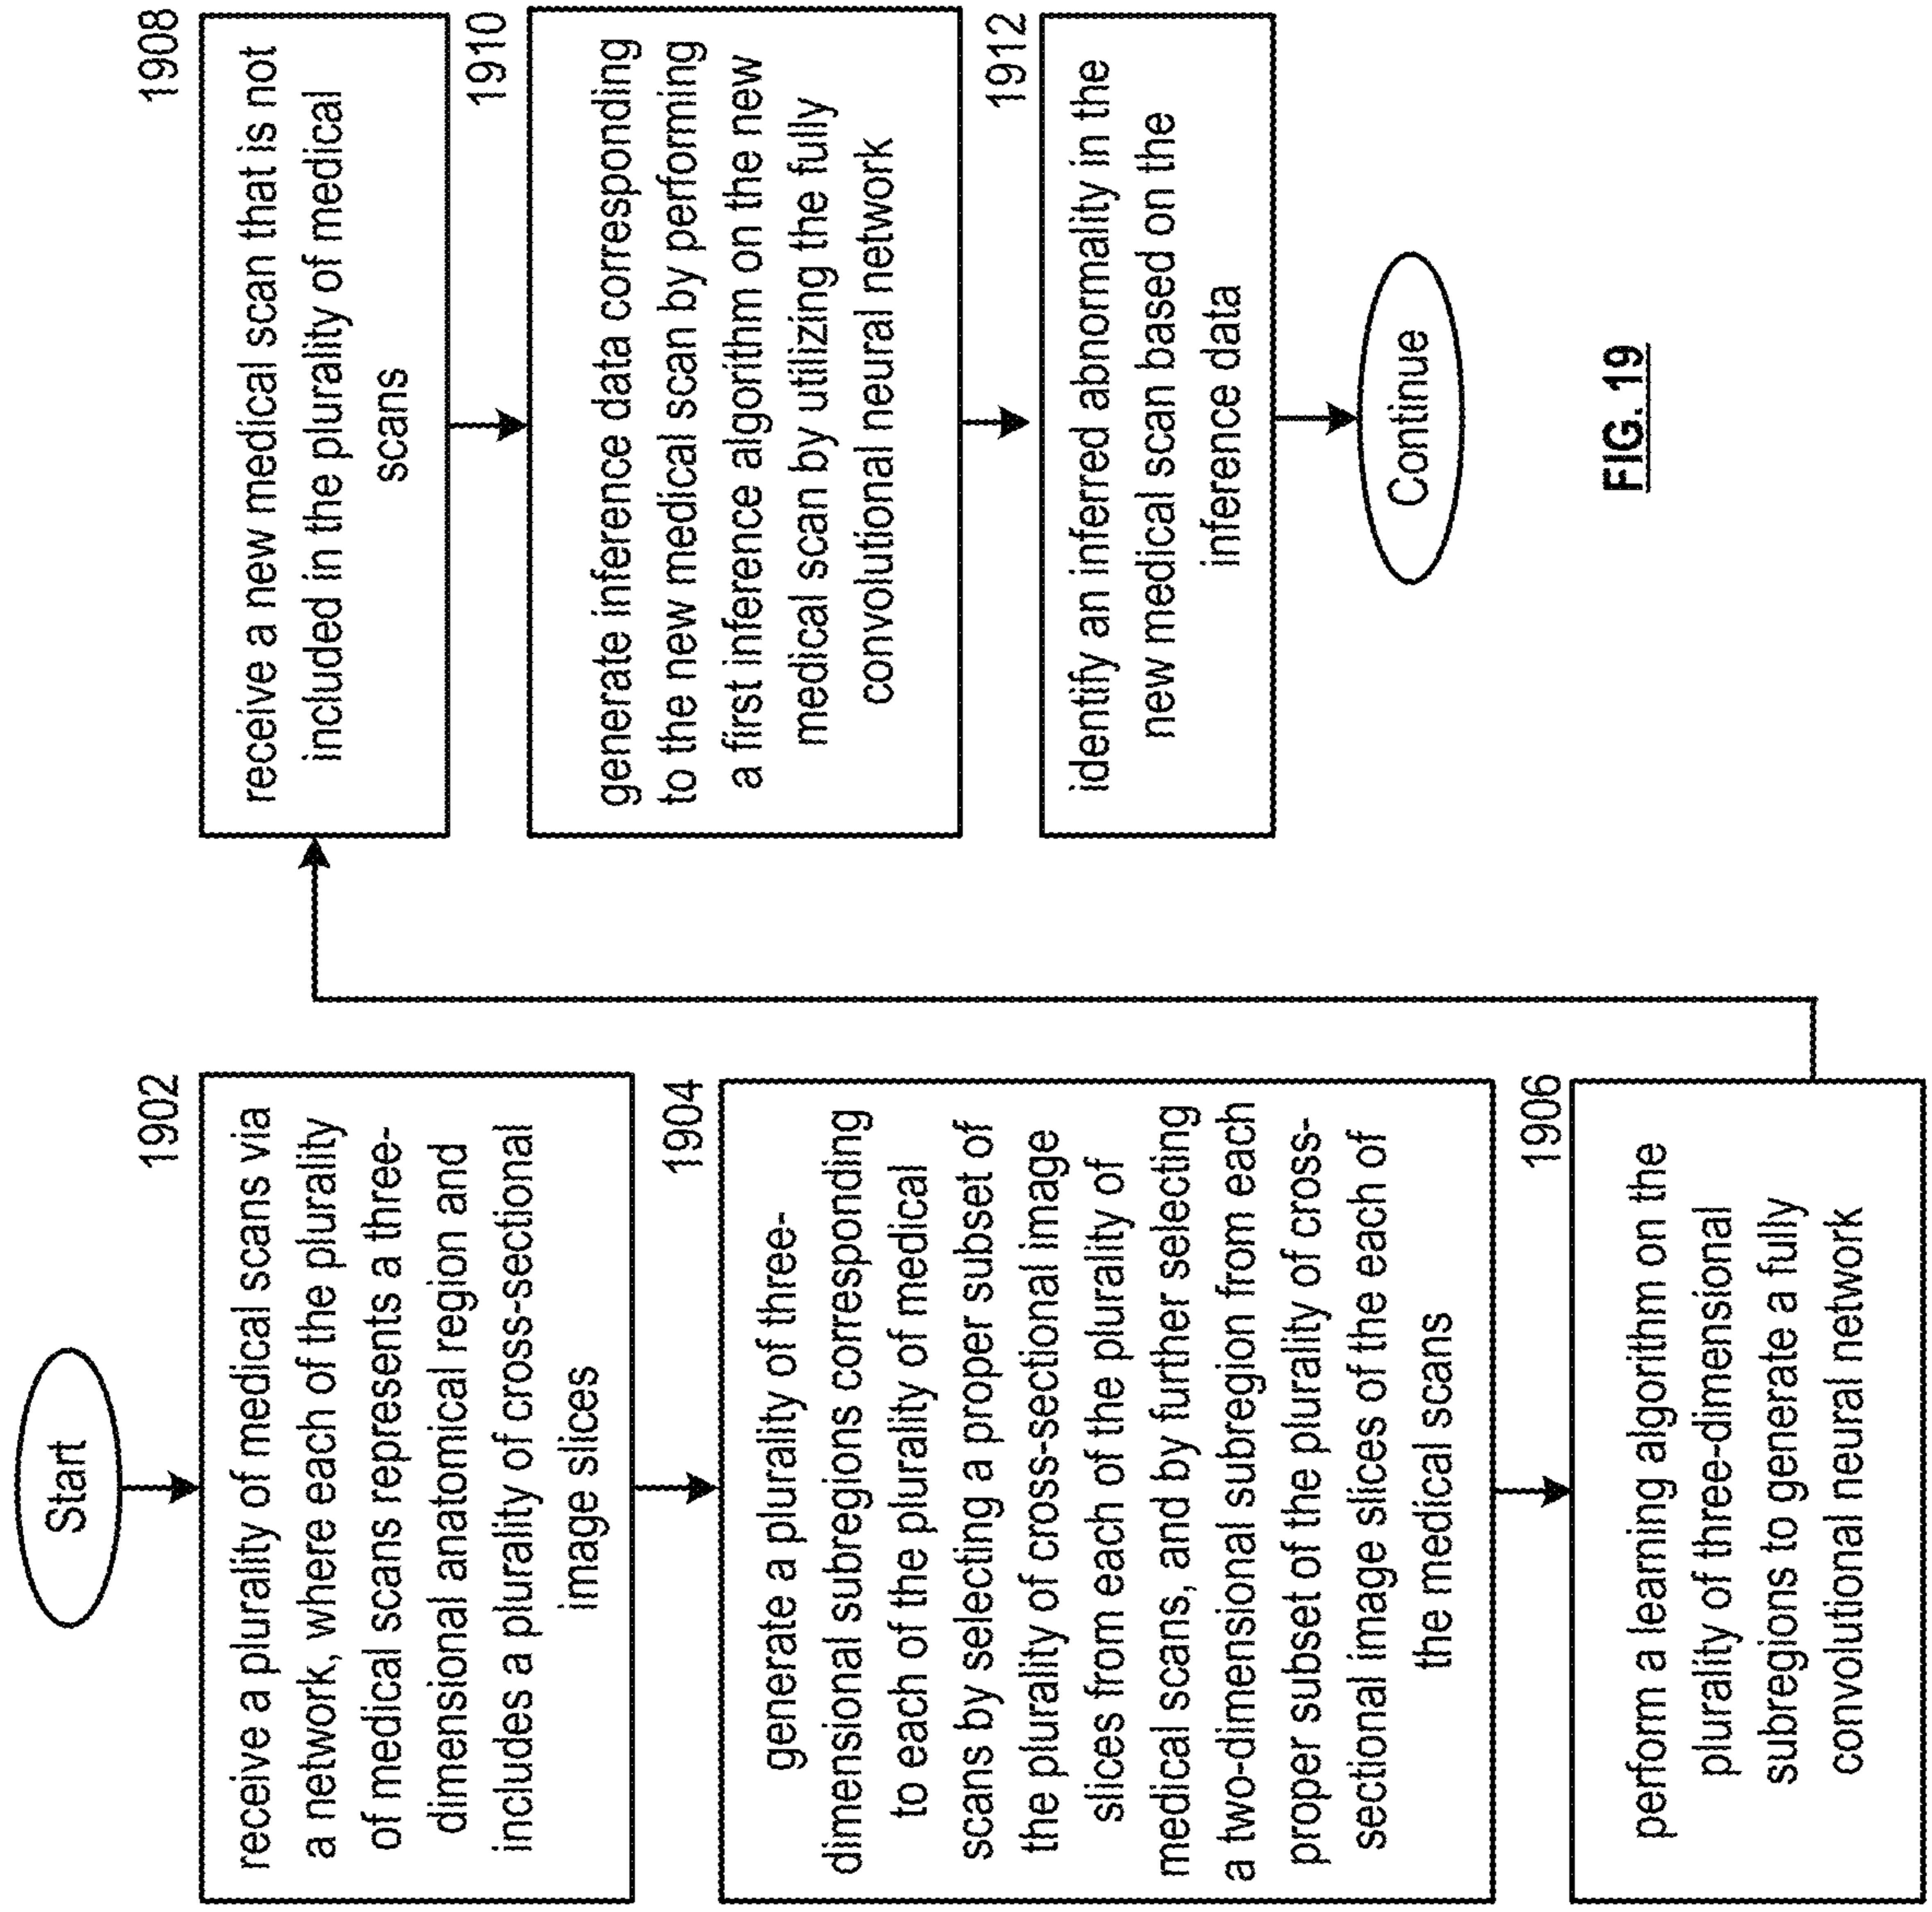 Start
1902
receive a plurality of medical scans via
a network, where each of the plurality
of medical scans represents a three-
dimensional anatomical region and
includes a plurality of cross-sectional
image slices
1904
generate a plurality of three-
dimensional subregions corresponding
to each of the plurality of medical
scans by selecting a proper subset of
the plurality of cross-sectional image
slices from each of the plurality of
medical scans, and by further selecting
a two-dimensional subregion from each
proper subset of the plurality of cross-
sectional image slices of the each of
the medical scans
1906
perform a learning algorithm on the
plurality of three-dimensional
subregions to generate a fully
convolutional neural network
1908
receive a new medical scan that is not
included in the plurality of medical
scans
1910
generate inference data corresponding
to the new medical scan by performing
a first inference algorithm on the new
medical scan by utilizing the fully
convolutional neural network
1912
identify an inferred abnormality in the
new medical scan based on the
inference data
Continue
FIG. 19